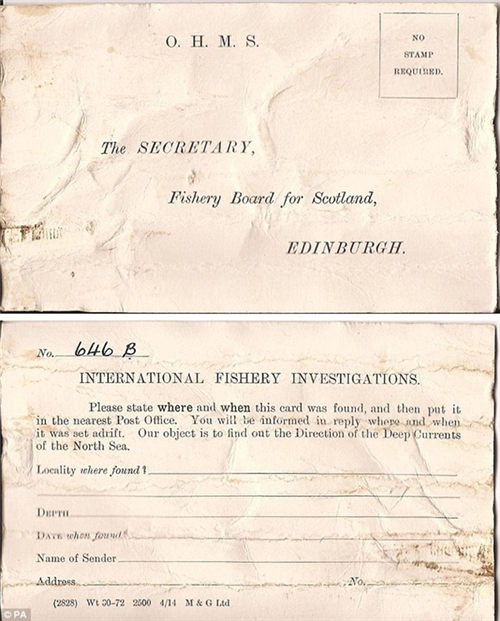 O. H. M. S.
NO
STAMP
REQUIRED.
The SECRETARY,
Fishery Board for Scotland,
EDINBURGH.
No. 646 B
INTERNATIONAL FISHERY INVESTIGATIONS.
Please state where and when this card was found, and then put it
in the nearest Post Office. You will be informed in reply where and when
it was set adrift. Our object is to find out the Direction of the Deep Currents
of the North Sea.
Locality where found?
DEPTH
DATE when found
Name of Sender
Address No.
(2828) Wt 30-72 2500 4/14 M & G Ltd
© PA